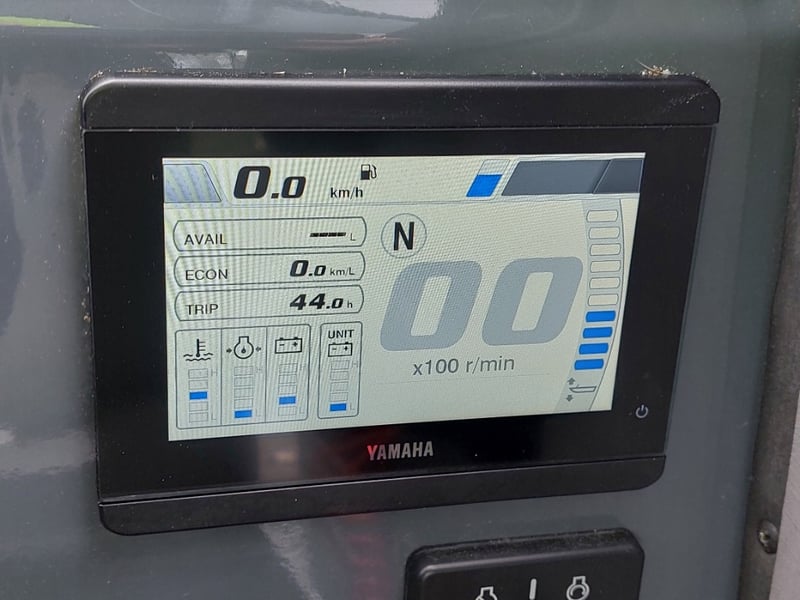 0.0 km/h
AVAIL ---- L
N
ECON 0.0 km/L
TRIP 44.0 h
00
x100 r/min
UNIT
YAMAHA